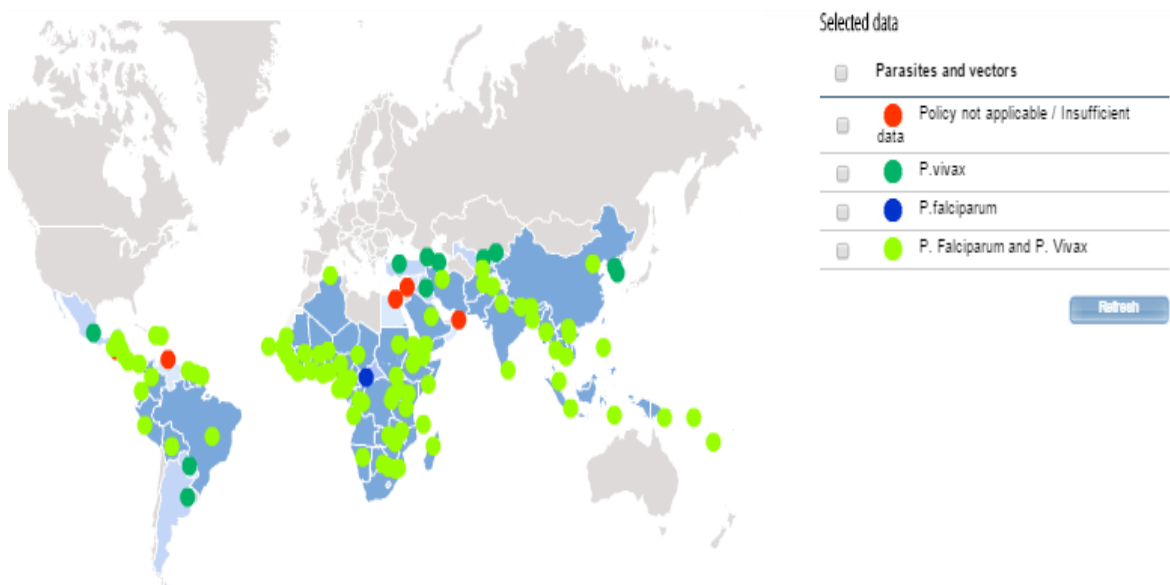 Selected data
Parasites and vectors
Policy not applicable / Insufficient
data
P.vivax
P.falciparum
P. Falciparum and P. Vivax
Refresh